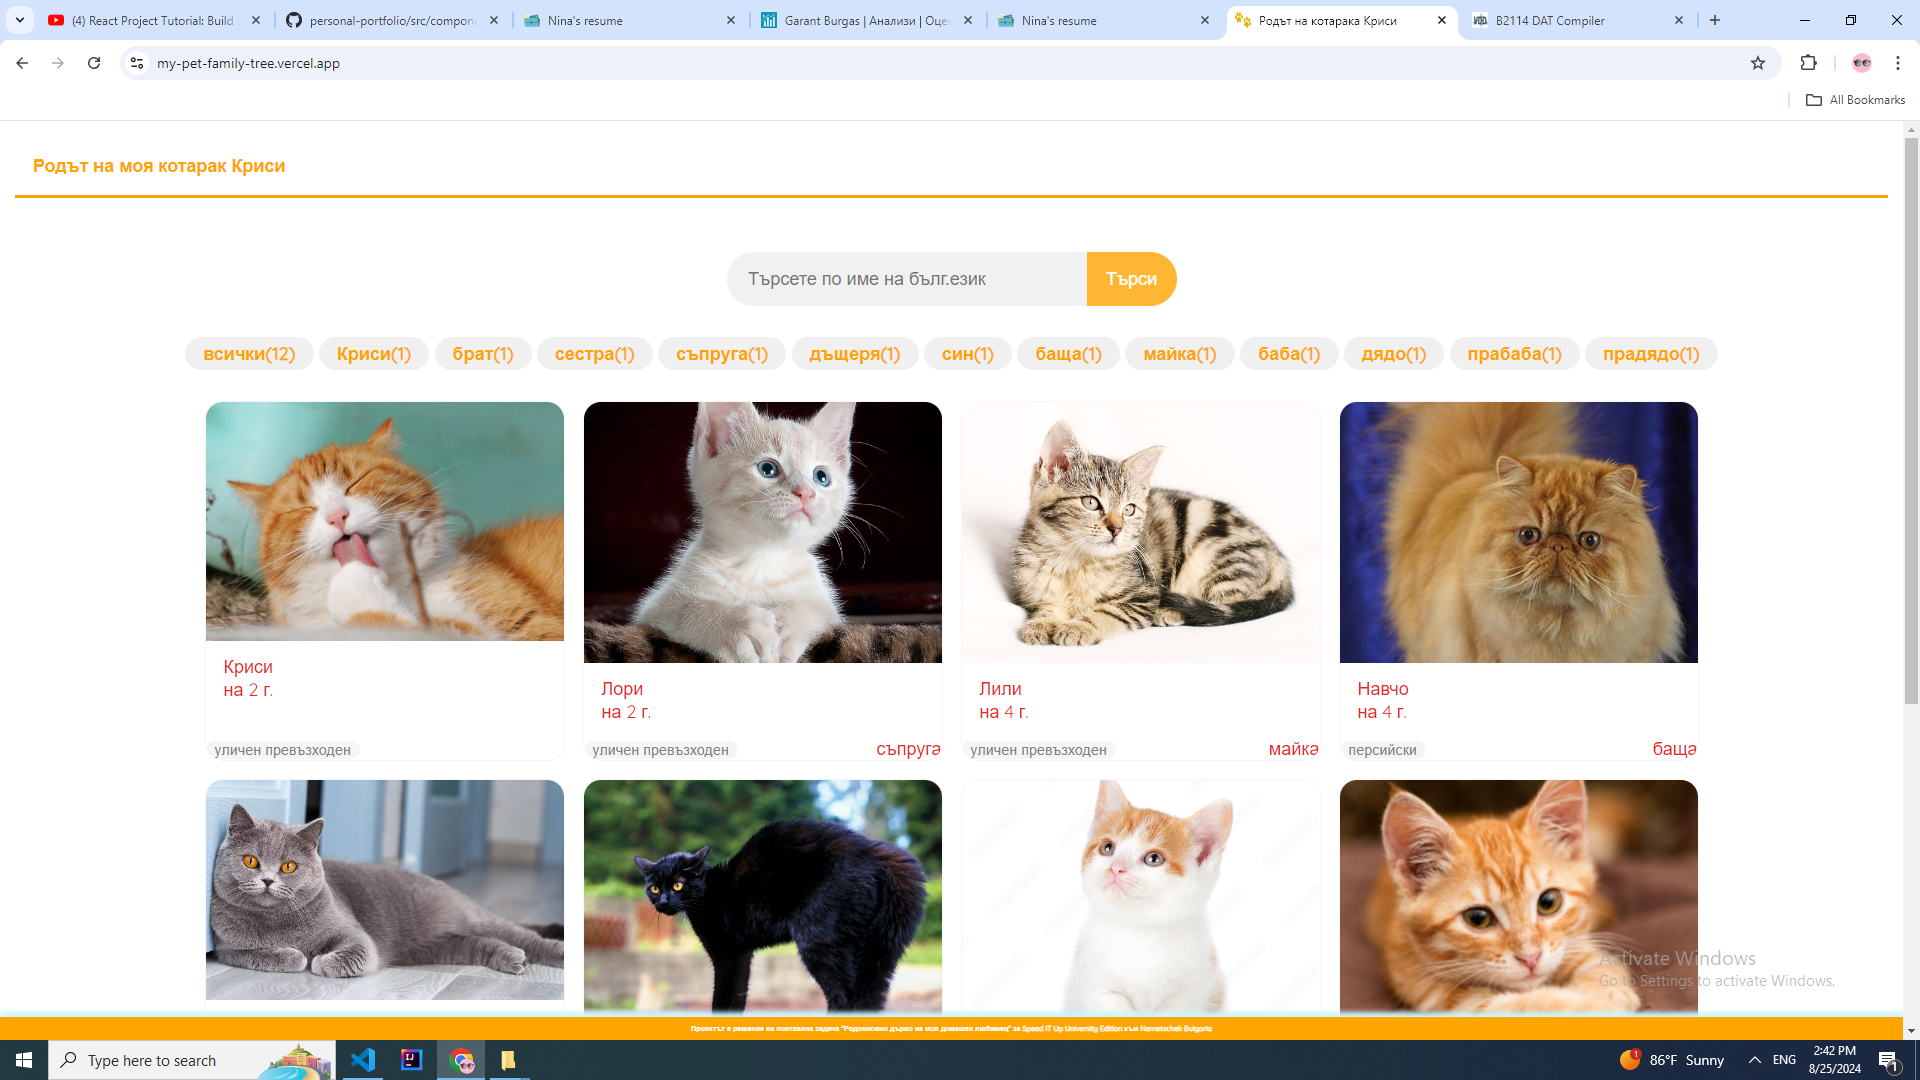 (4) React Project Tutorial: Build
personal-portfolio/src/compon
Nina's resume
Garant Burgas | Анализи | Оце
Nina's resume
Родът на котарака Криси
B2114 DAT Compiler
my-pet-family-tree.vercel.app
All Bookmarks
Родът на моя котарак Криси
Търсете по име на бълг.език
Търси
всички(12)
Криси(1)
брат(1)
сестра(1)
съпруга(1)
дъщеря(1)
син(1)
баща(1)
майка(1)
баба(1)
дядо(1)
прабаба(1)
прадядо(1)
Криси
на 2 г.
уличен превъзходен
Лори
на 2 г.
уличен превъзходен
съпруга
Лили
на 4 г.
уличен превъзходен
майка
Навчо
на 4 г.
персийски
баща
Activate Windows
Go to Settings to activate Windows.
Проектът е решение на поставена задача "Родословно дърво на моя домашен любимец" за Speed IT Up University Edition към Nemetschek Bulgaria
Type here to search
86°F Sunny
ENG
2:42 PM
8/25/2024
1